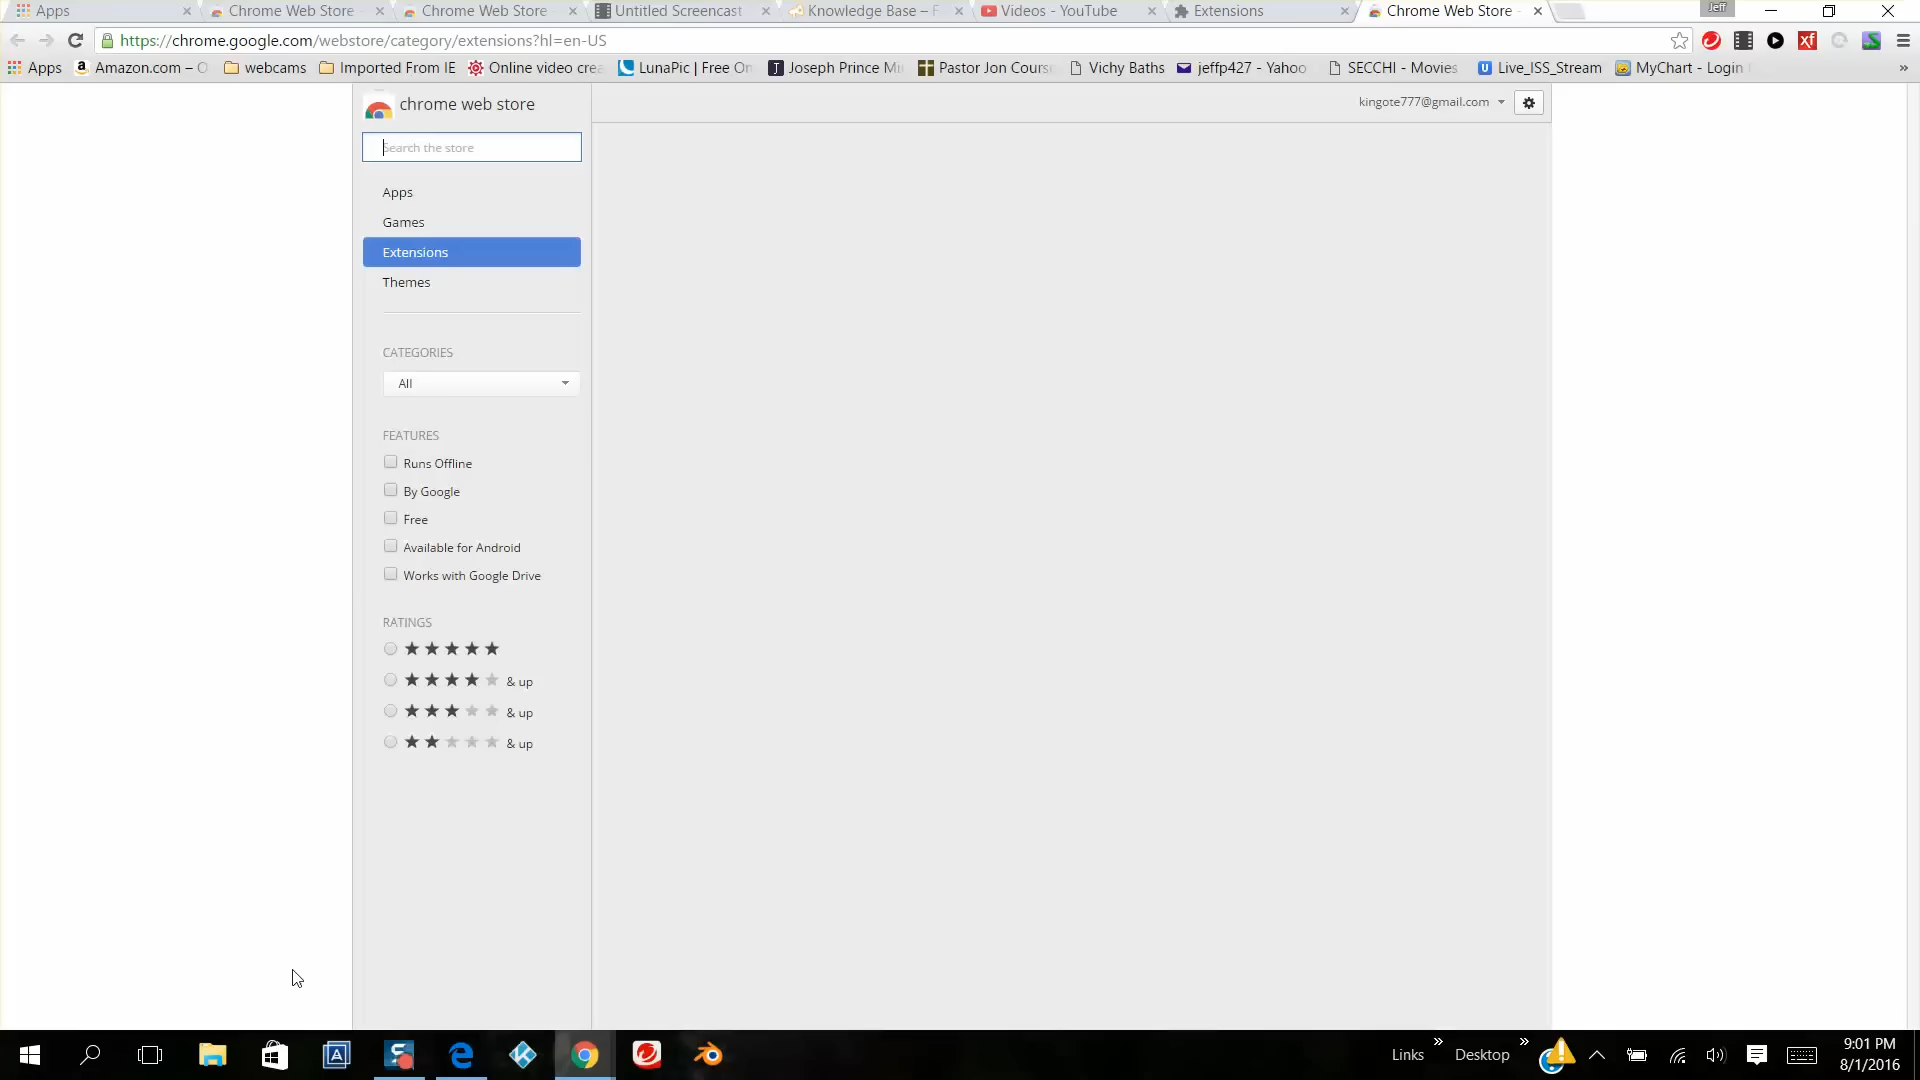 Apps
Chrome Web Store
Chrome Web Store
Untitled Screencast
Knowledge Base – F
Videos - YouTube
Extensions
Chrome Web Store -
Jeff
https://chrome.google.com/webstore/category/extensions?hl=en-US
Apps
Amazon.com – O
webcams
Imported From IE
Online video crea
LunaPic | Free On
Joseph Prince Mi
Pastor Jon Course
Vichy Baths
jeffp427 - Yahoo
SECCHI - Movies
Live_ISS_Stream
MyChart - Login
chrome web store
kingote777@gmail.com
Search the store
Apps
Games
Extensions
Themes
CATEGORIES
All
FEATURES
Runs Offline
By Google
Free
Available for Android
Works with Google Drive
RATINGS
& up
& up
& up
Links
Desktop
9:01 PM
8/1/2016